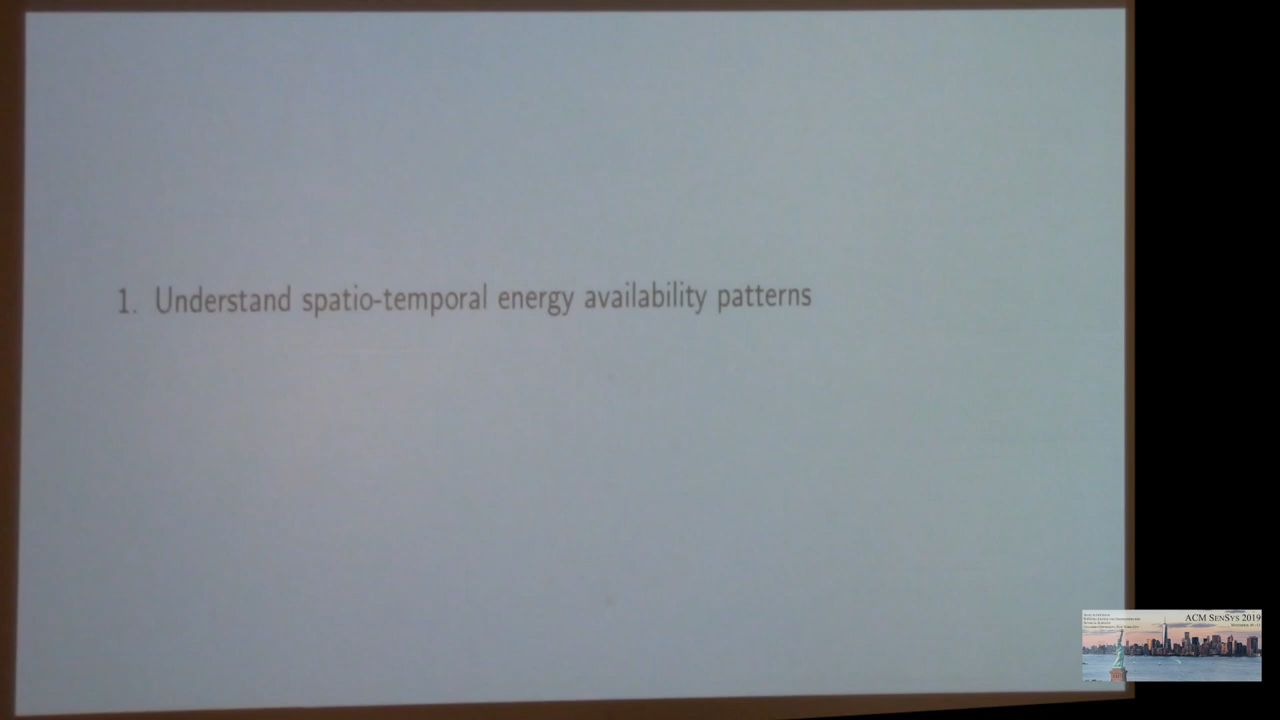 1. Understand spatio-temporal energy availability patterns
ACM SENSYS 2019